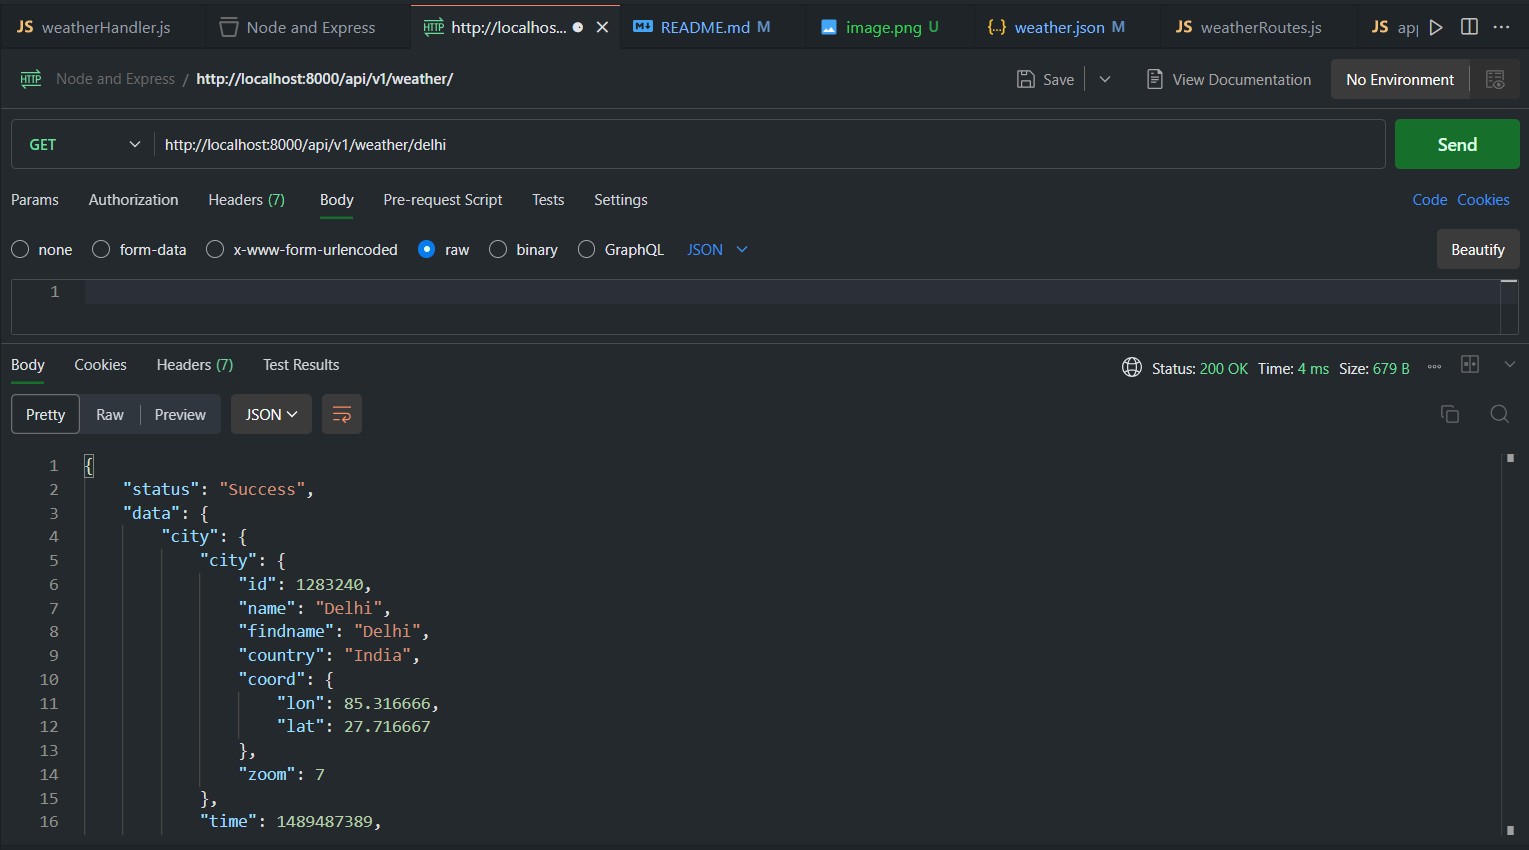 JS weatherHandler.js Node and Express HTTP http://localhos... README.md M image.png U {..} weather.json M JS weatherRoutes.js JS app
HTTP Node and Express / http://localhost:8000/api/v1/weather/ Save View Documentation No Environment
GET http://localhost:8000/api/v1/weather/delhi Send
Params Authorization Headers (7) Body Pre-request Script Tests Settings Code Cookies
none form-data x-www-form-urlencoded raw binary GraphQL JSON Beautify
1
Body Cookies Headers (7) Test Results Status: 200 OK Time: 4 ms Size: 679 B
Pretty Raw Preview JSON
1 {
2 "status": "Success",
3 "data": {
4 "city": {
5 "city": {
6 "id": 1283240,
7 "name": "Delhi",
8 "findname": "Delhi",
9 "country": "India",
10 "coord": {
11 "lon": 85.316666,
12 "lat": 27.716667
13 },
14 "zoom": 7
15 },
16 "time": 1489487389,